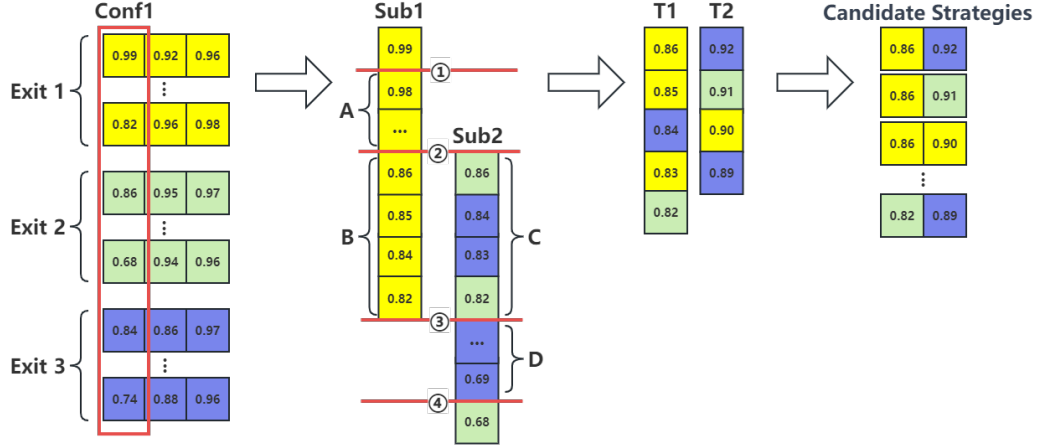 Conf1
Exit 1
0.99 0.92 0.96
⋮
0.82 0.96 0.98
Exit 2
0.86 0.95 0.97
⋮
0.68 0.94 0.96
Exit 3
0.84 0.86 0.97
⋮
0.74 0.88 0.96
Sub1
0.99
①
A
0.98
...
②
B
0.86
0.85
0.84
0.82
③
Sub2
0.86
0.84
0.83
0.82
C
...
0.69
D
④
0.68
T1
0.86
0.85
0.84
0.83
0.82
T2
0.92
0.91
0.90
0.89
Candidate Strategies
0.86 0.92
0.86 0.91
0.86 0.90
⋮
0.82 0.89